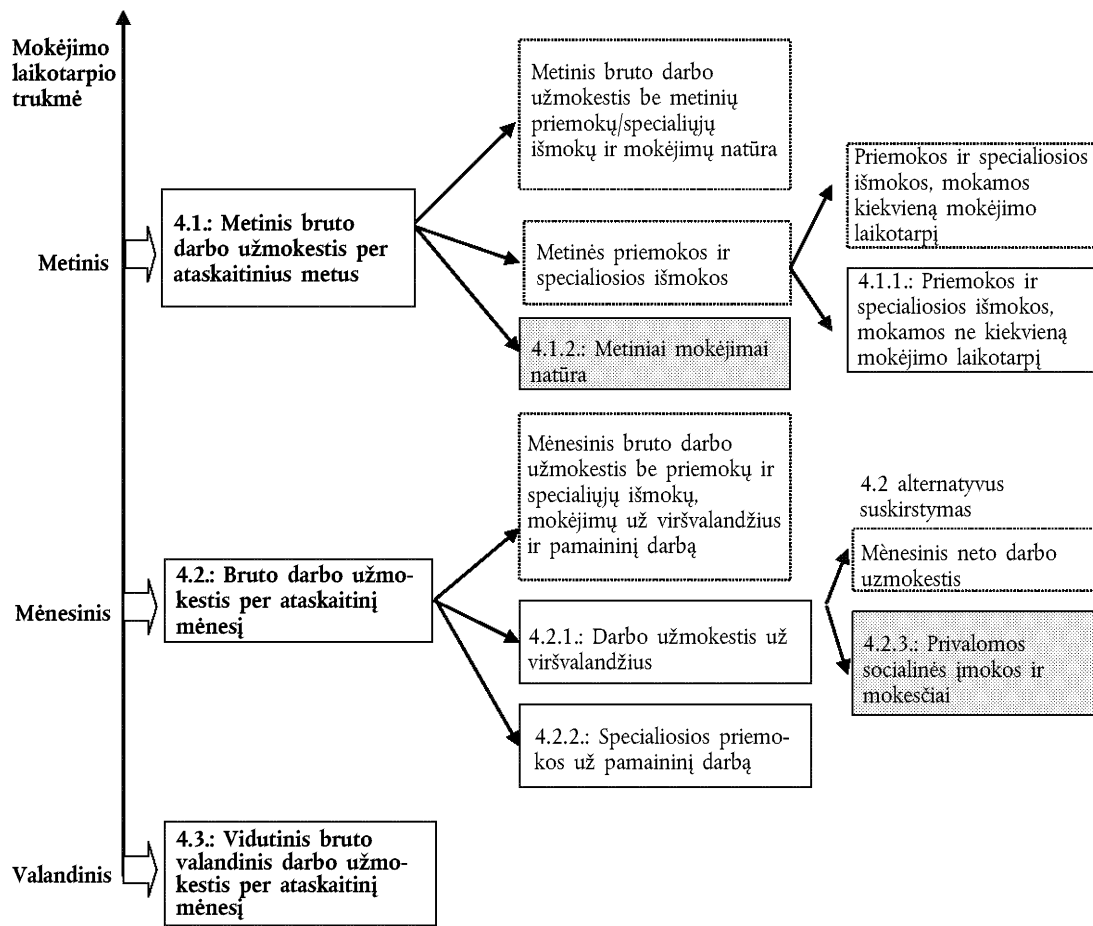 Mokėjimo
laikotarpio
trukmė
Metinis bruto darbo
užmokestis be metinių
priemokų/specialiųjų
išmokų ir mokėjimų natūra
Metinis
4.1.: Metinis bruto
darbo užmokestis per
ataskaitinius metus
Metinės priemokos ir
specialiosios išmokos
4.1.2.: Metiniai mokėjimai
natūra
Priemokos ir specialiosios
išmokos, mokamos
kiekvieną mokėjimo
laikotarpį
4.1.1.: Priemokos ir
specialiosios išmokos,
mokamos ne kiekvieną
mokėjimo laikotarpį
Mėnesinis
4.2.: Bruto darbo užmo-
kestis per ataskaitinį
mėnesį
Mėnesinis bruto darbo
užmokestis be priemokų ir
specialiųjų išmokų,
mokėjimų už viršvalandžius
ir pamaininį darbą
4.2.1.: Darbo užmokestis už
viršvalandžius
4.2.2.: Specialiosios priemo-
kos už pamaininį darbą
4.2 alternatyvus
suskirstymas
Mènesinis neto darbo
uzmokestis
4.2.3.: Privalomos
socialinės įmokos ir
mokesčiai
Valandinis
4.3.: Vidutinis bruto
valandinis darbo užmo-
kestis per ataskaitinį
mėnesį